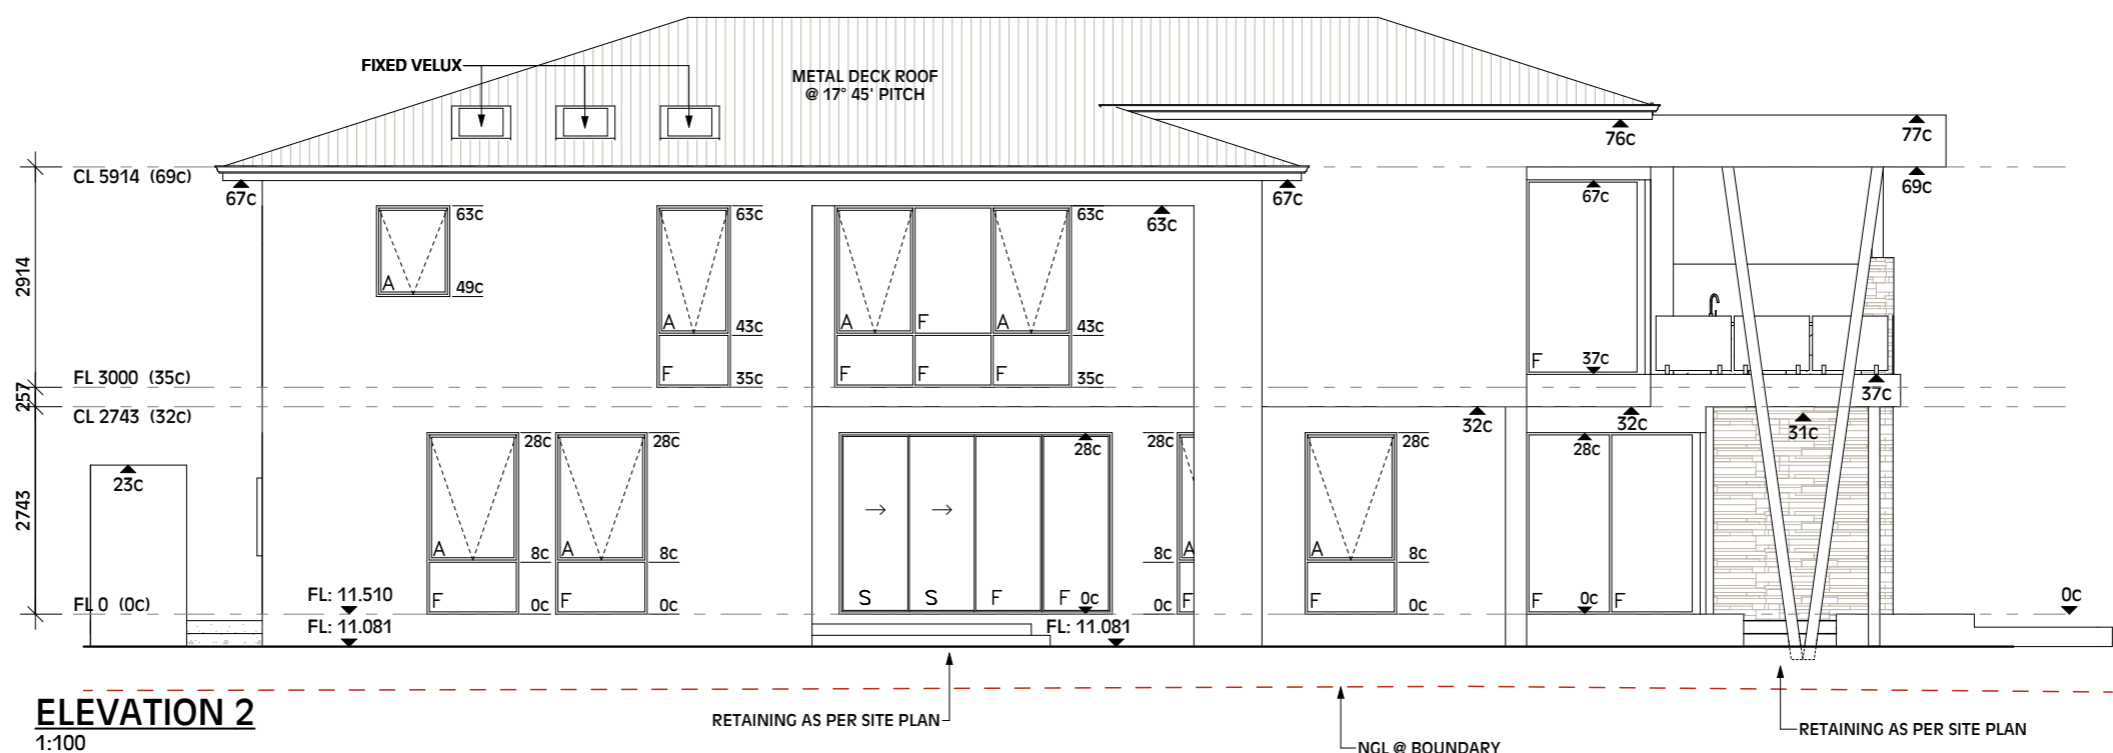 FIXED VELUX
METAL DECK ROOF
@ 17° 45' PITCH
76c
77c
CL 5914 (69c)
67c
67c
67c
69c
63c
63c
63c
63c
A
49c
A
43c
A
F
A
43c
2914
F
35c
F
F
F
35c
F
37c
37c
FL 3000 (35c)
257
CL 2743 (32c)
32c
32c
31c
28c
28c
28c
28c
28c
28c
23c
2743
A
8c
A
8c
8c
A
A
8c
S
S
F
F
0c
F
0c
F
0c
0c
F
F
0c
F
0c
F
0c
FL 0 (0c)
FL: 11.510
FL: 11.081
FL: 11.081
ELEVATION 2
1:100
RETAINING AS PER SITE PLAN
NGL @ BOUNDARY
RETAINING AS PER SITE PLAN